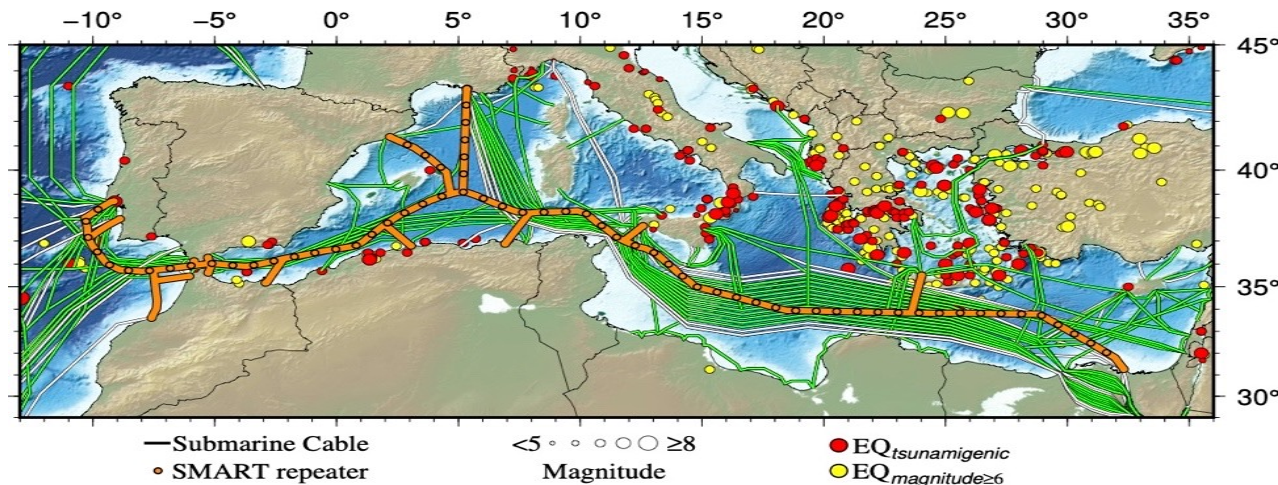 −10° −5° 0° 5° 10° 15° 20° 25° 30° 35°
45°
40°
35°
30°
Submarine Cable <5 ≥8 EQtsunamigenic
SMART repeater Magnitude EQmagnitude≥6